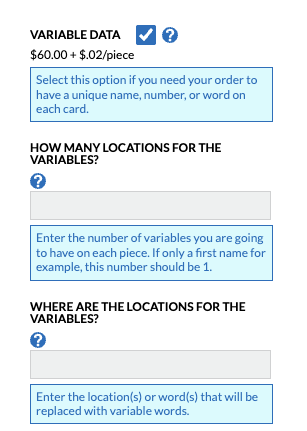 VARIABLE DATA ?
$60.00 + $.02/piece
Select this option if you need your order to
have a unique name, number, or word on
each card.
HOW MANY LOCATIONS FOR THE
VARIABLES?
?
Enter the number of variables you are going
to have on each piece. If only a first name for
example, this number should be 1.
WHERE ARE THE LOCATIONS FOR THE
VARIABLES?
?
Enter the location(s) or word(s) that will be
replaced with variable words.